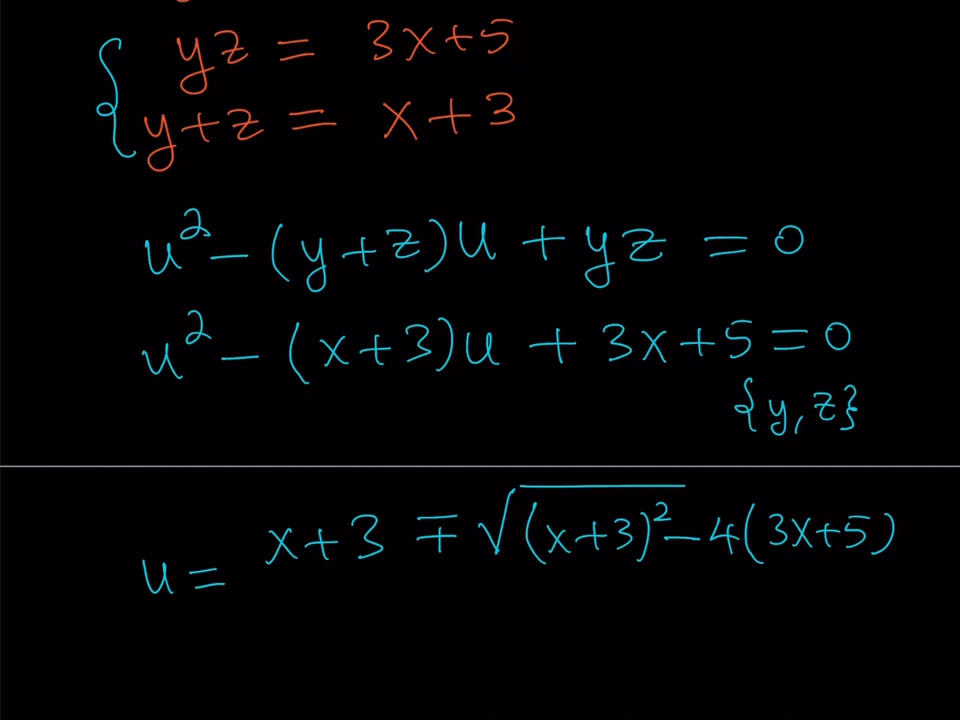 yz = 3x+5
y+z = x+3
u² - (y+z)u + yz = 0
u² - (x+3)u + 3x+5 = 0
{y, z}
u = x+3 ∓ √(x+3)² - 4(3x+5)